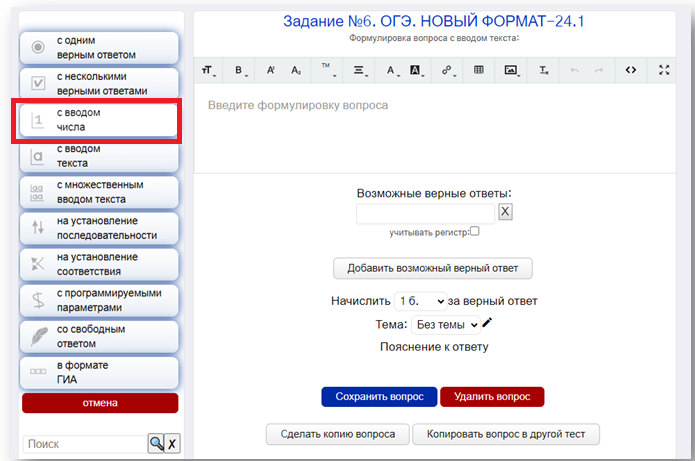 с одним
верным ответом
с несколькими
верными ответами
1
с вводом
числа
a
с вводом
текста
с множественным
вводом текста
на установление
последовательности
на установление
соответствия
с программируемыми
параметрами
со свободным
ответом
в формате
ГИА
отмена
Поиск X
Задание №6. ОГЭ. НОВЫЙ ФОРМАТ-24.1
Формулировка вопроса с вводом текста:
Введите формулировку вопроса
Возможные верные ответы:
X
учитывать регистр:
Добавить возможный верный ответ
Начислить 1 б. за верный ответ
Тема: Без темы
Пояснение к ответу
Сохранить вопрос Удалить вопрос
Сделать копию вопроса Копировать вопрос в другой тест